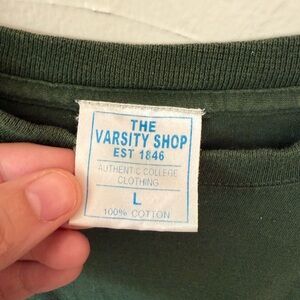 THE
VARSITY SHOP
EST 1846
AUTHENTIC COLLEGE
CLOTHING
L
100% COTTON